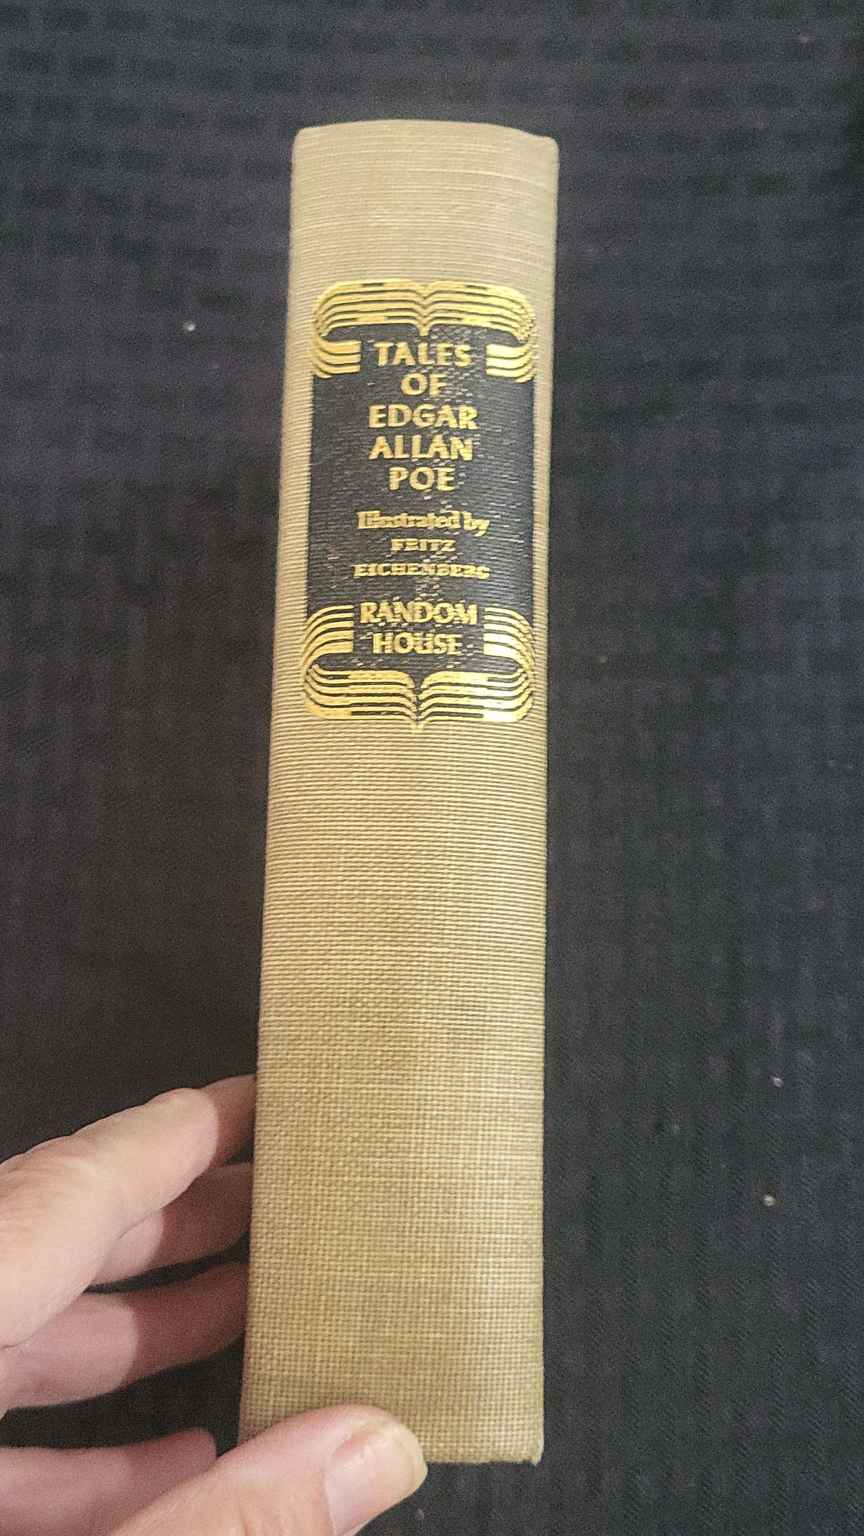 TALES
OF
EDGAR
ALLAN
POE
Illustrated by
FRITZ
EICHENBERG
RANDOM
HOUSE